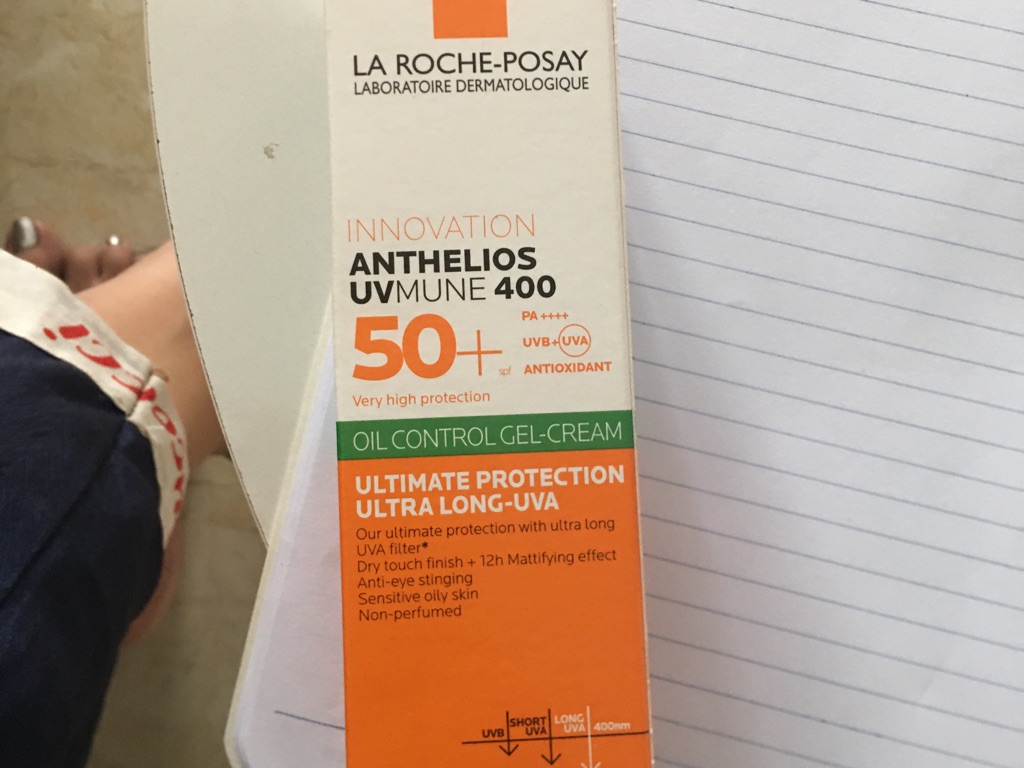 LA ROCHE-POSAY
LABORATOIRE DERMATOLOGIQUE
INNOVATION
ANTHELIOS
UVMUNE 400
50+ spf
PA ++++
UVB+UVA
ANTIOXIDANT
Very high protection
OIL CONTROL GEL-CREAM
ULTIMATE PROTECTION
ULTRA LONG-UVA
Our ultimate protection with ultra long
UVA filter*
Dry touch finish + 12h Mattifying effect
Anti-eye stinging
Sensitive oily skin
Non-perfumed
UVB
SHORT
UVA
LONG
UVA
400nm